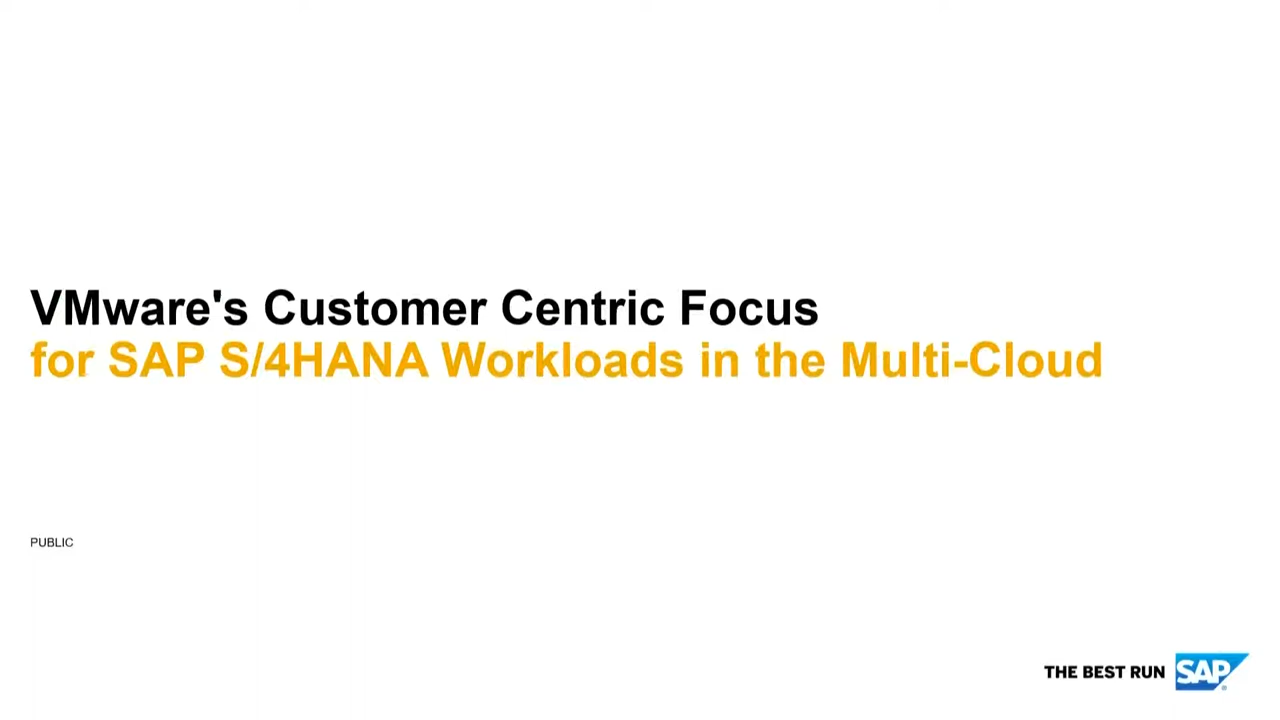 VMware's Customer Centric Focus
for SAP S/4HANA Workloads in the Multi-Cloud
PUBLIC
THE BEST RUN SAP